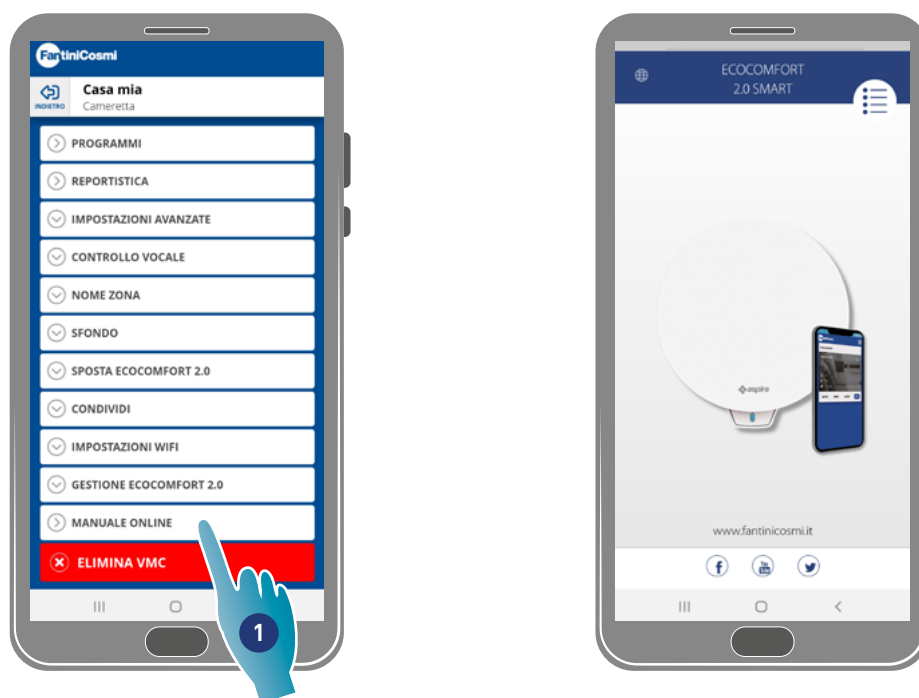 FantiniCosmi
INDIETRO
Casa mia
Cameretta
PROGRAMMI
REPORTISTICA
IMPOSTAZIONI AVANZATE
CONTROLLO VOCALE
NOME ZONA
SFONDO
SPOSTA ECOCOMFORT 2.0
CONDIVIDI
IMPOSTAZIONI WIFI
GESTIONE ECOCOMFORT 2.0
MANUALE ONLINE
ELIMINA VMC
1
ECOCOMFORT
2.0 SMART
aspira
www.fantinicosmi.it